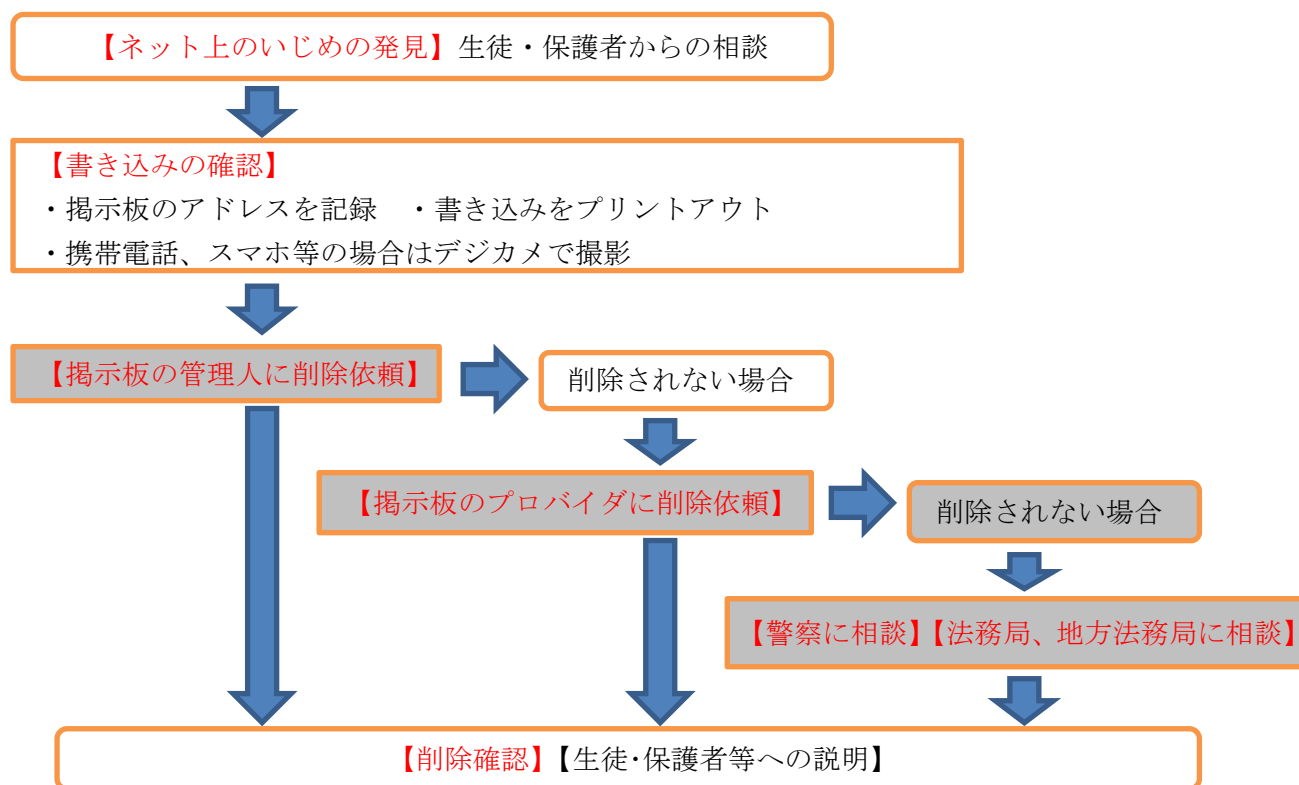 【ネット上のいじめの発見】生徒・保護者からの相談
【書き込みの確認】
・掲示板のアドレスを記録　・書き込みをプリントアウト
・携帯電話、スマホ等の場合はデジカメで撮影
【掲示板の管理人に削除依頼】
削除されない場合
【掲示板のプロバイダに削除依頼】
削除されない場合
【警察に相談】【法務局、地方法務局に相談】
【削除確認】【生徒･保護者等への説明】